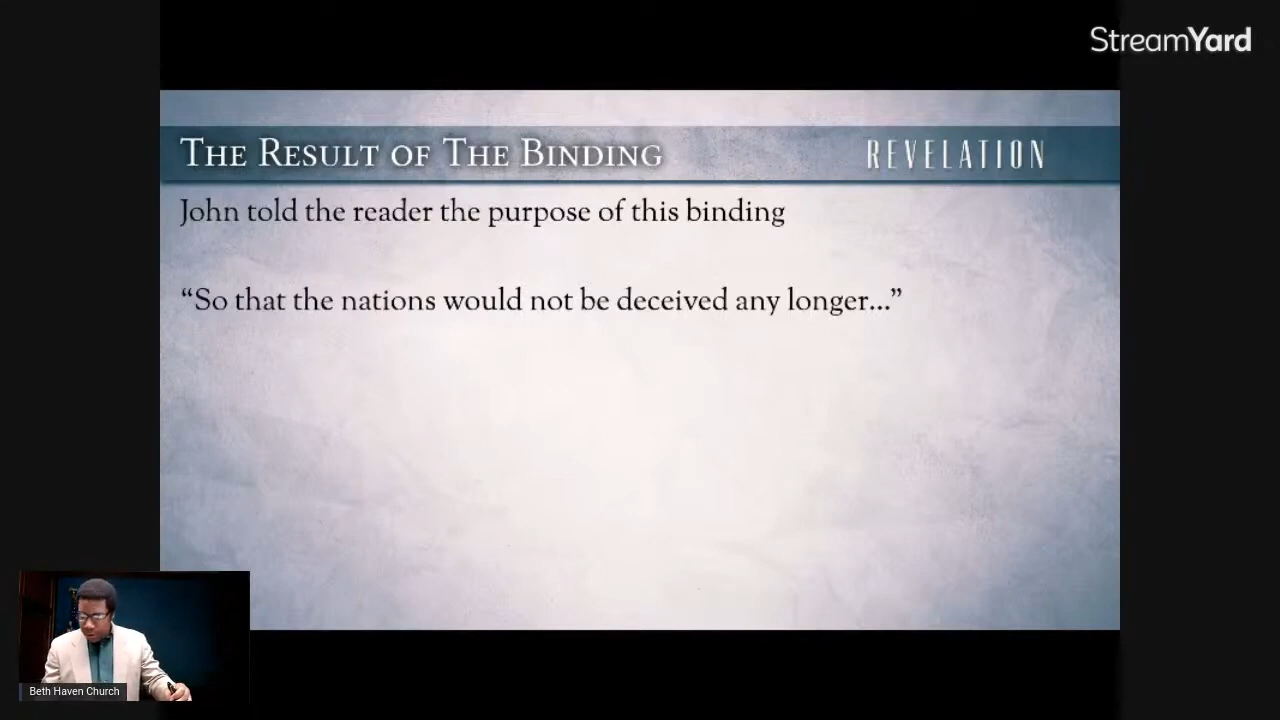 StreamYard
The Result of The Binding
REVELATION
John told the reader the purpose of this binding
“So that the nations would not be deceived any longer...”
Beth Haven Church